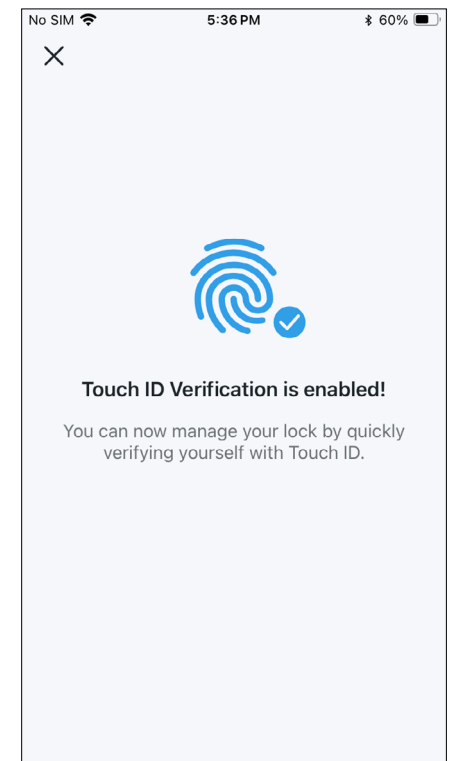 No SIM 5:36 PM 60%
Touch ID Verification is enabled!
You can now manage your lock by quickly
verifying yourself with Touch ID.